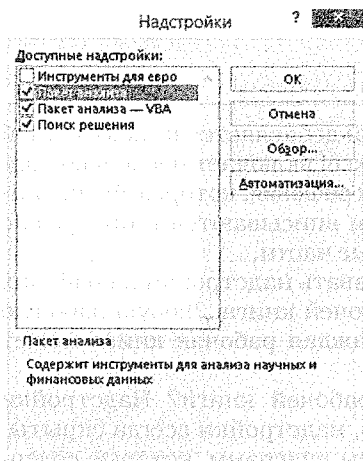 Надстройки ?
Доступные надстройки:
Инструменты для евро
Пакет анализа
Пакет анализа — VBA
Поиск решения
ОК
Отмена
Обзор...
Автоматизация...
Пакет анализа
Содержит инструменты для анализа научных и
финансовых данных